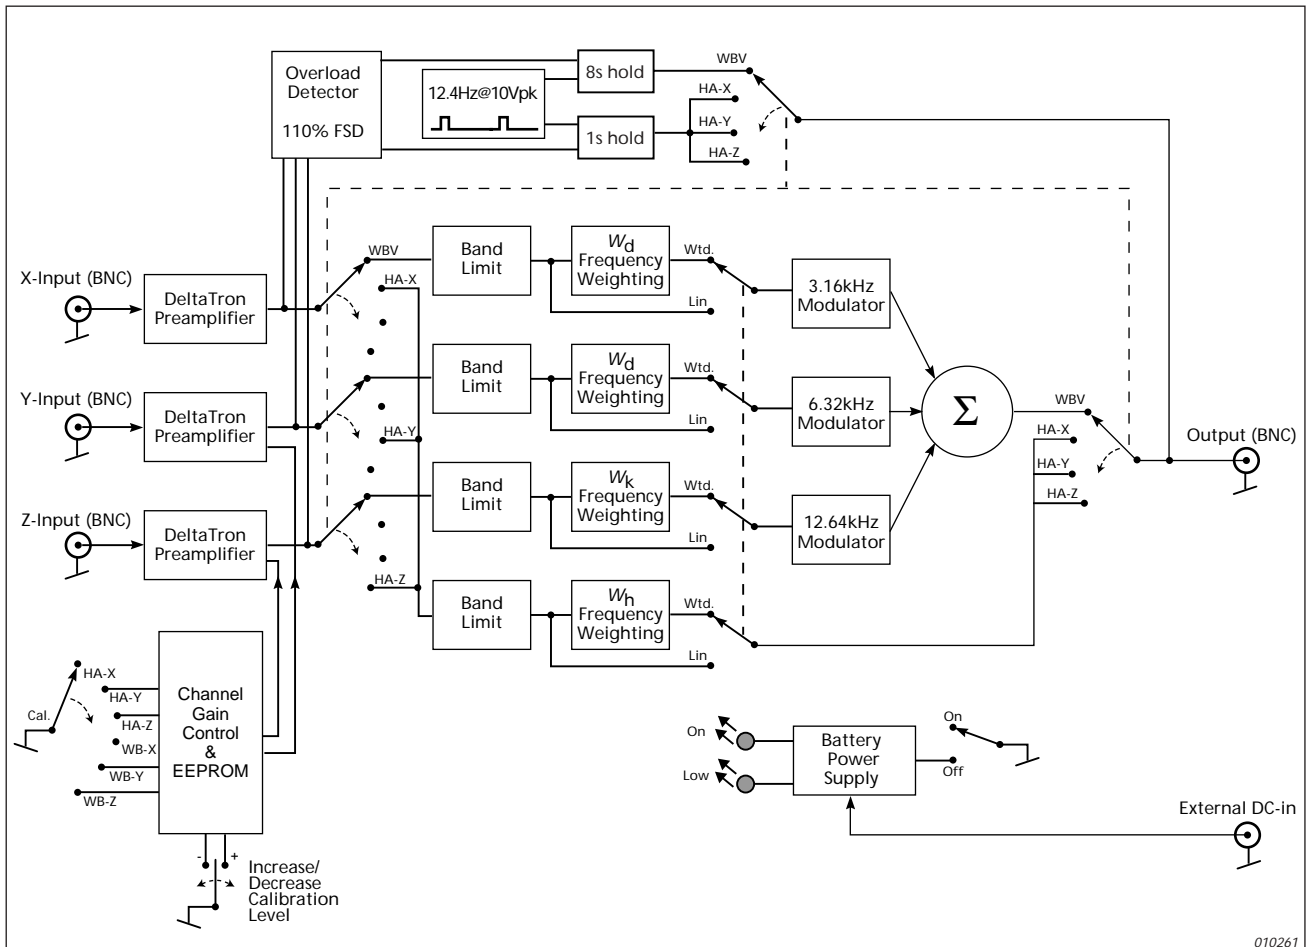 Overload
Detector
110% FSD
12.4Hz@10Vpk
8s hold
1s hold
WBV
HA-X
HA-Y
HA-Z
X-Input (BNC)
DeltaTron
Preamplifier
WBV
HA-X
Band
Limit
Wd
Frequency
Weighting
Wtd.
Lin
3.16kHz
Modulator
Y-Input (BNC)
DeltaTron
Preamplifier
HA-Y
Band
Limit
Wd
Frequency
Weighting
Wtd.
Lin
6.32kHz
Modulator
Σ
WBV
HA-X
HA-Y
HA-Z
Output (BNC)
Z-Input (BNC)
DeltaTron
Preamplifier
HA-Z
Band
Limit
Wk
Frequency
Weighting
Wtd.
Lin
12.64kHz
Modulator
Band
Limit
Wh
Frequency
Weighting
Wtd.
Lin
Cal.
HA-X
HA-Y
HA-Z
WB-X
WB-Y
WB-Z
Channel
Gain
Control
&
EEPROM
- +
Increase/
Decrease
Calibration
Level
On
Low
Battery
Power
Supply
On
Off
External DC-in
010261